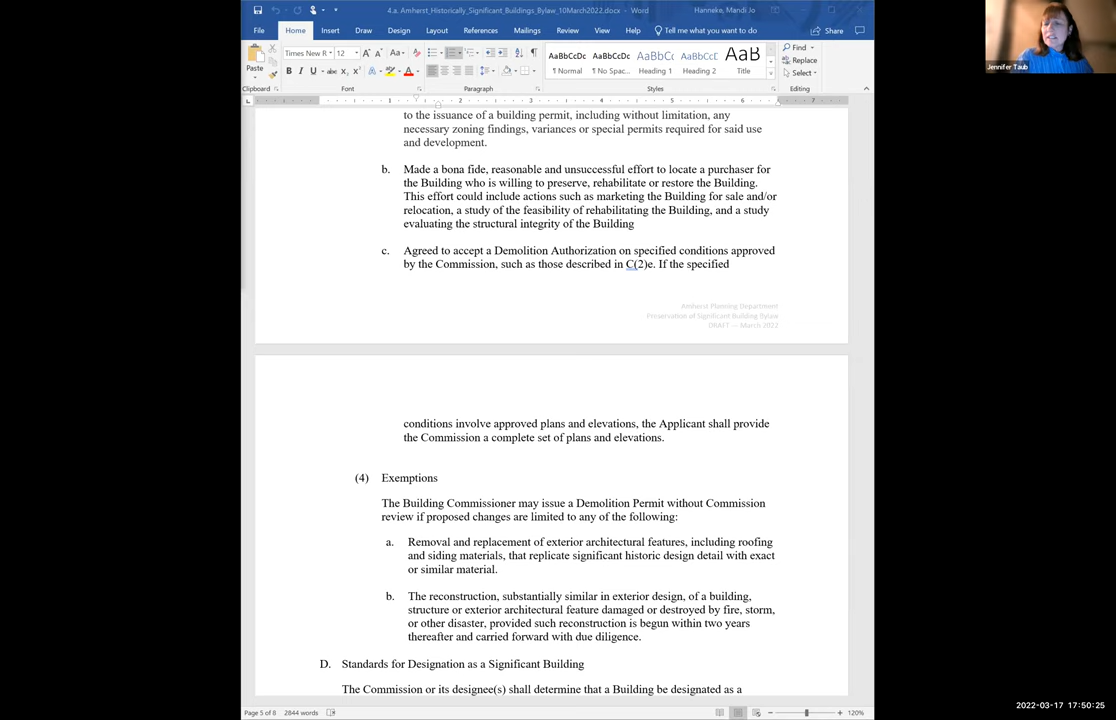 4.a. Amherst_Historically_Significant_Buildings_Bylaw_10March2022.docx - Word
Hanneke, Mandi Jo
File Home Insert Draw Design Layout References Mailings Review View Help Tell me what you want to do Share
Paste
Times New R 12 A A Aa
B I U abc X₂ X² A A
AaBbCcDc AaBbCcDc AaBbCc AaBbCcD AaB
¶ Normal ¶ No Spac... Heading 1 Heading 2 Title
Find
Replace
Select
Clipboard Font Paragraph Styles Editing
1 2 3 4 5 6 7
to the issuance of a building permit, including without limitation, any
necessary zoning findings, variances or special permits required for said use
and development.
b. Made a bona fide, reasonable and unsuccessful effort to locate a purchaser for
the Building who is willing to preserve, rehabilitate or restore the Building.
This effort could include actions such as marketing the Building for sale and/or
relocation, a study of the feasibility of rehabilitating the Building, and a study
evaluating the structural integrity of the Building
c. Agreed to accept a Demolition Authorization on specified conditions approved
by the Commission, such as those described in C(2)e. If the specified
Amherst Planning Department
Preservation of Significant Building Bylaw
DRAFT — March 2022
conditions involve approved plans and elevations, the Applicant shall provide
the Commission a complete set of plans and elevations.
(4) Exemptions
The Building Commissioner may issue a Demolition Permit without Commission
review if proposed changes are limited to any of the following:
a. Removal and replacement of exterior architectural features, including roofing
and siding materials, that replicate significant historic design detail with exact
or similar material.
b. The reconstruction, substantially similar in exterior design, of a building,
structure or exterior architectural feature damaged or destroyed by fire, storm,
or other disaster, provided such reconstruction is begun within two years
thereafter and carried forward with due diligence.
D. Standards for Designation as a Significant Building
The Commission or its designee(s) shall determine that a Building be designated as a
Page 5 of 8 2844 words
120%
Jennifer Taub
2022-03-17 17:50:25